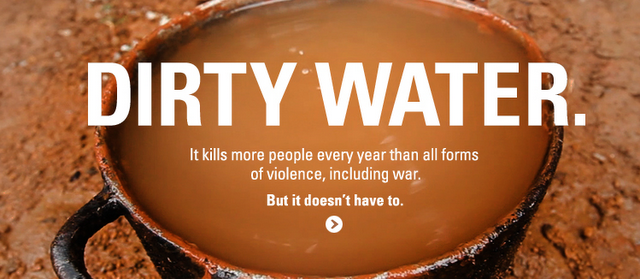 DIRTY WATER.
It kills more people every year than all forms
of violence, including war.
But it doesn't have to.